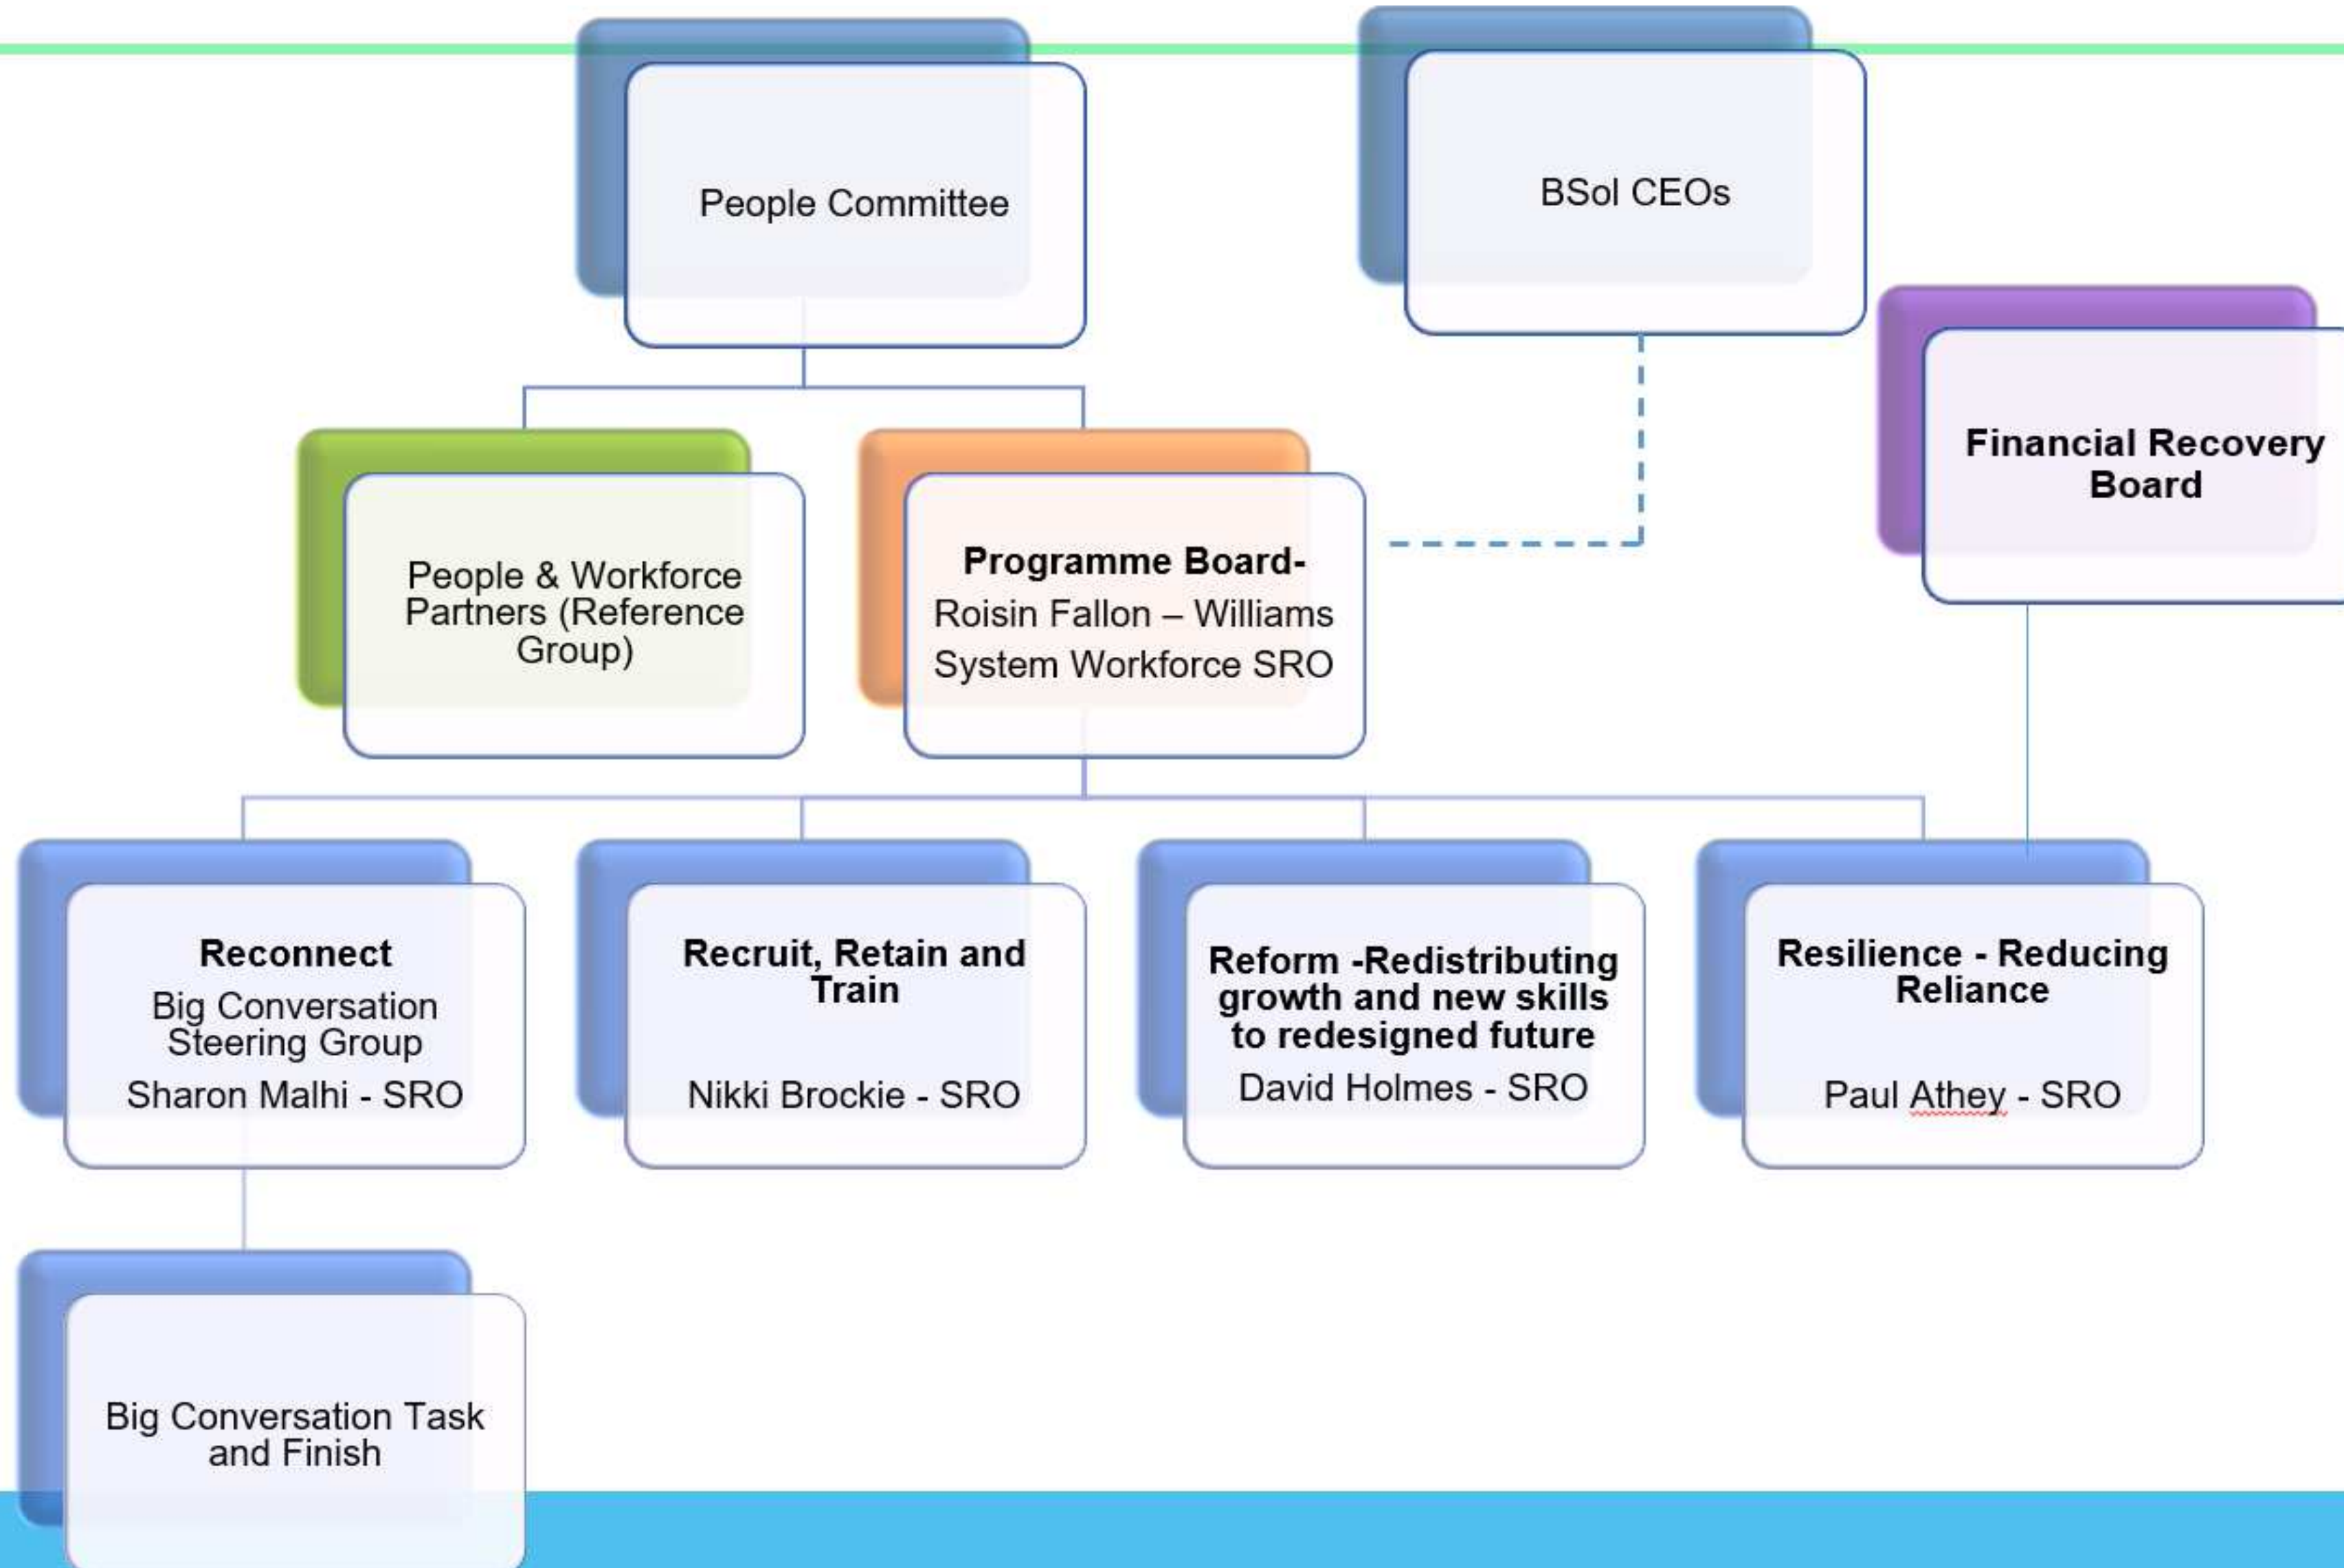 People Committee
BSol CEOs
Financial Recovery
Board
People & Workforce
Partners (Reference
Group)
Programme Board-
Roisin Fallon – Williams
System Workforce SRO
Reconnect
Big Conversation
Steering Group
Sharon Malhi - SRO
Recruit, Retain and
Train
Nikki Brockie - SRO
Reform -Redistributing
growth and new skills
to redesigned future
David Holmes - SRO
Resilience - Reducing
Reliance
Paul Athey - SRO
Big Conversation Task
and Finish